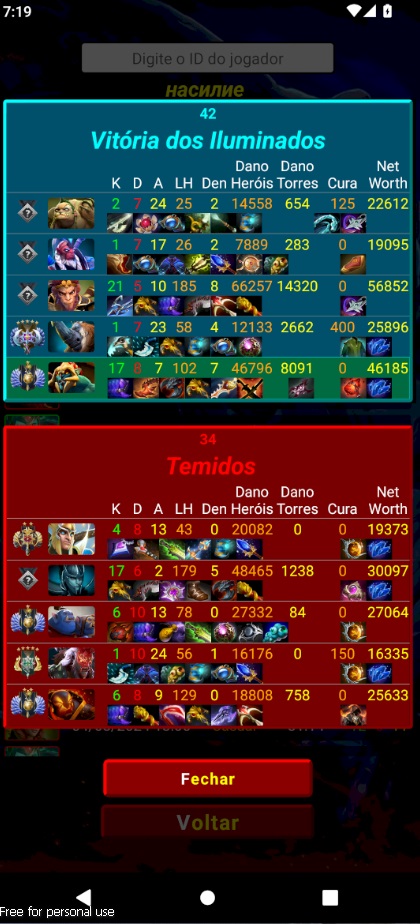 7:19
Digite o ID do jogador
насилие
42
Vitória dos Iluminados
K D A LH Den Dano Heróis Dano Torres Cura Net Worth
2 7 24 25 2 14558 654 125 22612
1 7 17 26 2 7889 283 0 19095
21 5 10 185 8 66257 14320 0 56852
1 7 23 58 4 12133 2662 400 25896
17 8 7 102 7 46796 8091 0 46185
34
Temidos
K D A LH Den Dano Heróis Dano Torres Cura Net Worth
4 8 13 43 0 20082 0 0 19373
17 6 2 179 5 48465 1238 0 30097
6 10 13 78 0 27332 84 0 27064
1 10 24 56 1 16176 0 150 16335
6 8 9 129 0 18808 758 0 25633
Fechar
Voltar
Free for personal use